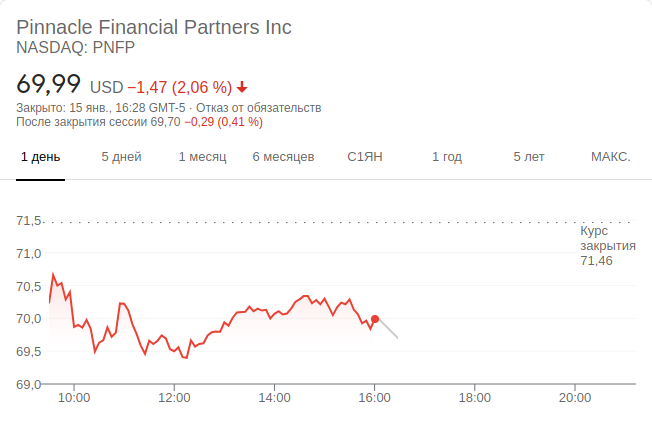 Pinnacle Financial Partners Inc
NASDAQ: PNFP
69,99 USD −1,47 (2,06 %)
Закрыто: 15 янв., 16:28 GMT-5 · Отказ от обязательств
После закрытия сессии 69,70 −0,29 (0,41 %)
1 день 5 дней 1 месяц 6 месяцев С1ЯН 1 год 5 лет МАКС.
71,5
Курс
закрытия
71,46
71,0
70,5
70,0
69,5
69,0
10:00 12:00 14:00 16:00 18:00 20:00